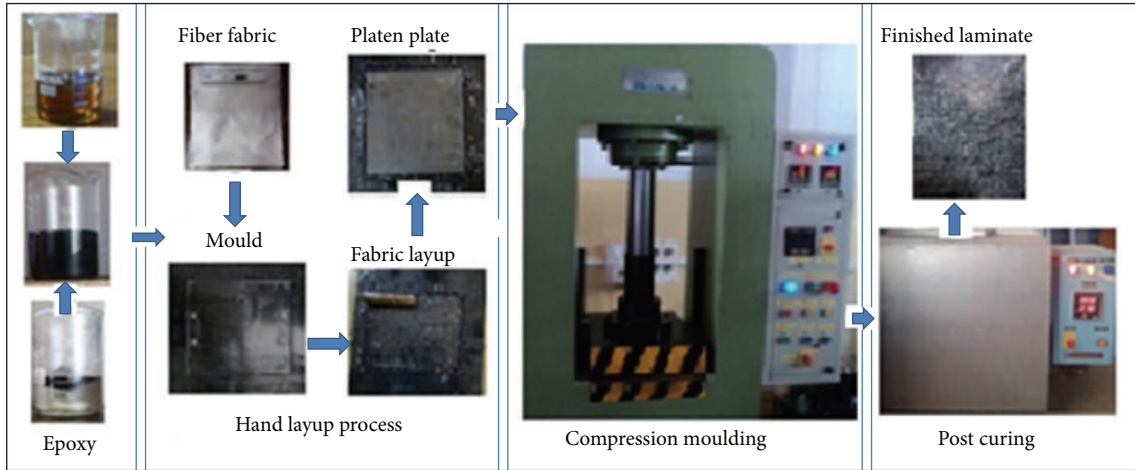 Fiber fabric
Platen plate
Finished laminate
Mould
Fabric layup
Epoxy
Hand layup process
Compression moulding
Post curing